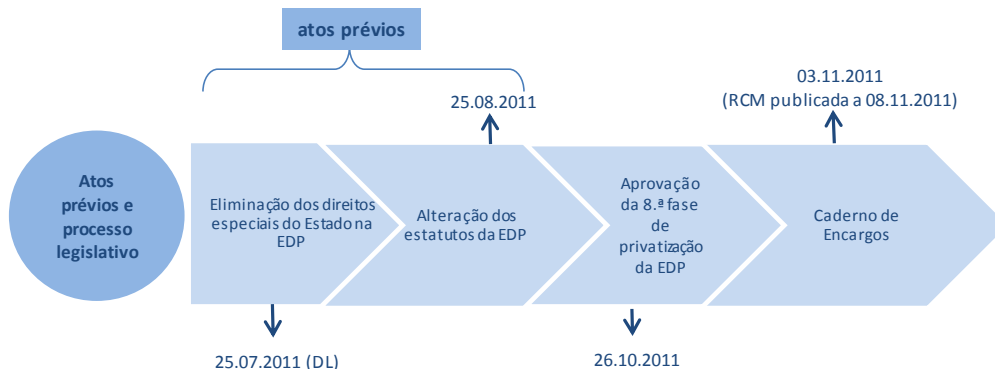 atos prévios
25.08.2011
03.11.2011
(RCM publicada a 08.11.2011)
Atos
prévios e
processo
legislativo
Eliminação dos direitos
especiais do Estado na
EDP
Alteração dos
estatutos da EDP
Aprovação
da 8.ª fase
de
privatização
da EDP
Caderno de
Encargos
25.07.2011 (DL)
26.10.2011